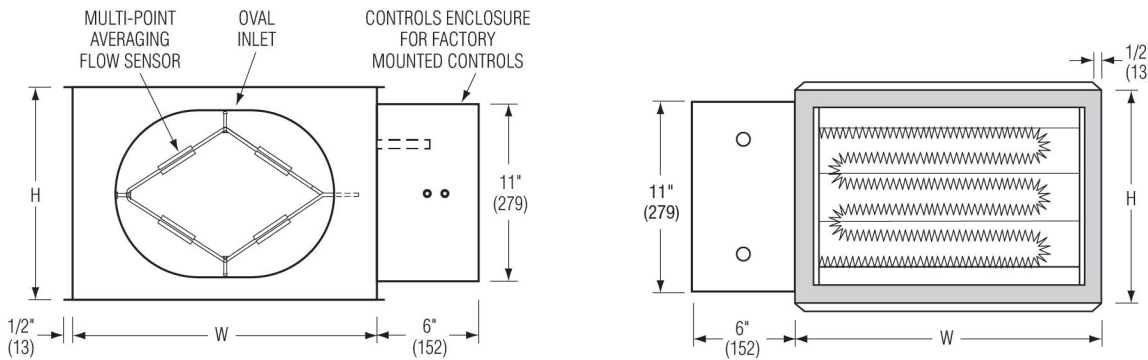 MULTI-POINT
AVERAGING
FLOW SENSOR
OVAL
INLET
CONTROLS ENCLOSURE
FOR FACTORY
MOUNTED CONTROLS
H
11"
(279)
1/2"
(13)
W
6"
(152)
1/2
(13
11"
(279)
H
6"
(152)
W